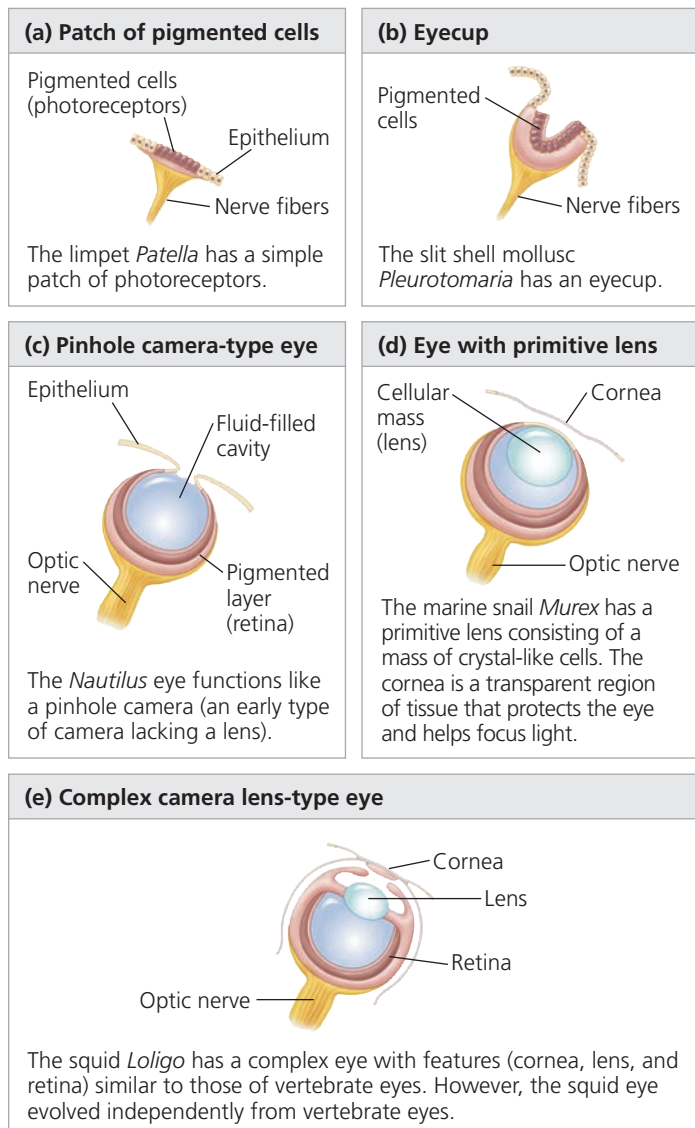 (a) Patch of pigmented cells
Pigmented cells
(photoreceptors)
Epithelium
Nerve fibers
The limpet Patella has a simple
patch of photoreceptors.
(b) Eyecup
Pigmented
cells
Nerve fibers
The slit shell mollusc
Pleurotomaria has an eyecup.
(c) Pinhole camera-type eye
Epithelium
Fluid-filled
cavity
Optic
nerve
Pigmented
layer
(retina)
The Nautilus eye functions like
a pinhole camera (an early type
of camera lacking a lens).
(d) Eye with primitive lens
Cellular
mass
(lens)
Cornea
Optic nerve
The marine snail Murex has a
primitive lens consisting of a
mass of crystal-like cells. The
cornea is a transparent region
of tissue that protects the eye
and helps focus light.
(e) Complex camera lens-type eye
Cornea
Lens
Retina
Optic nerve
The squid Loligo has a complex eye with features (cornea, lens, and
retina) similar to those of vertebrate eyes. However, the squid eye
evolved independently from vertebrate eyes.